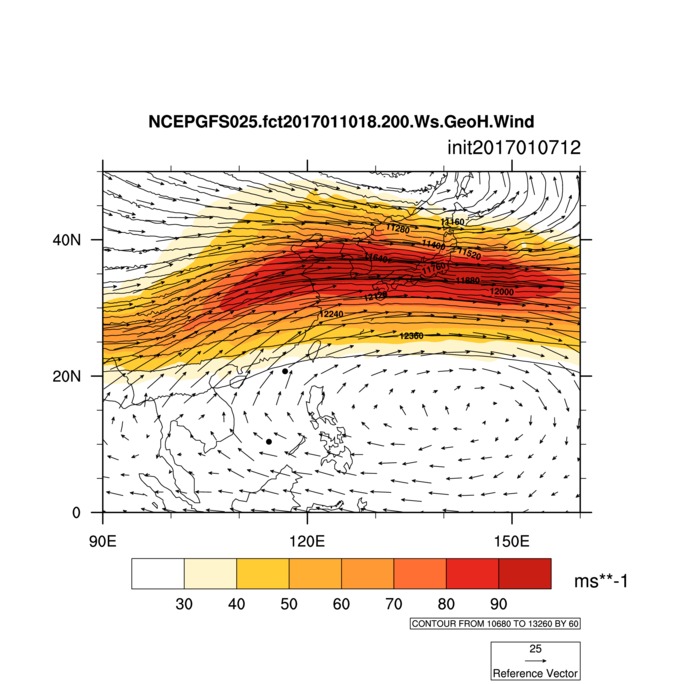 NCEPGFS025.fct2017011018.200.Ws.GeoH.Wind
init2017010712
40N
20N
0
90E 120E 150E
11160
11280
11400
11520
11640
11760
11880
12000
12120
12240
12360
30 40 50 60 70 80 90
ms**-1
CONTOUR FROM 10680 TO 13260 BY 60
25
Reference Vector